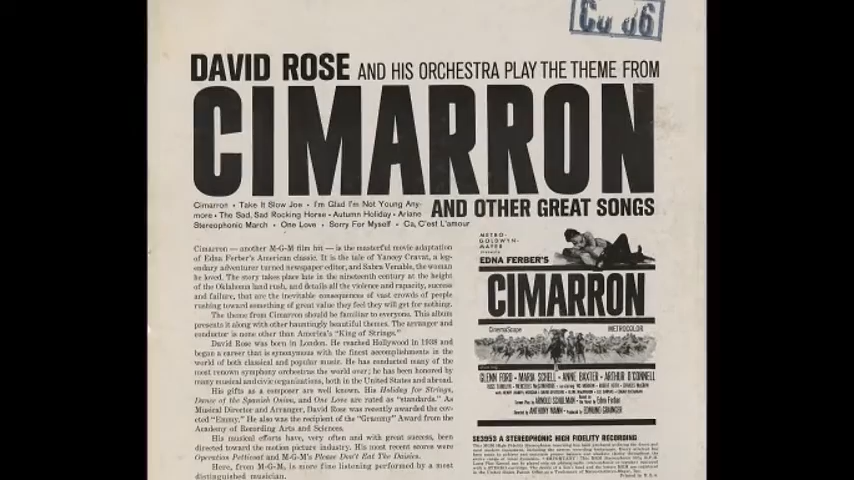 DAVID ROSE AND HIS ORCHESTRA PLAY THE THEME FROM
CIMARRON
Cimarron • Take It Slow Joe • I'm Glad I'm Not Young Any-
more • The Sad, Sad Rocking Horse • Autumn Holiday • Ariane
Stereophonic March • One Love • Sorry For Myself • Ca, C'est L'amour
AND OTHER GREAT SONGS
Cimarron — another M-G-M film hit — is the masterful movie adaptation
of Edna Ferber's American classic. It is the tale of Yancey Cravat, a leg-
endary adventurer turned newspaper editor, and Sabra Venable, the woman
he loved. The story takes place late in the nineteenth century at the height
of the Oklahoma land rush, and details all the violence and rapacity, success
and failure, that are the inevitable consequences of vast crowds of people
rushing toward something of great value they feel they will get for nothing.
The theme from Cimarron should be familiar to everyone. This album
presents it along with other hauntingly beautiful themes. The arranger and
conductor is none other than America's "King of Strings."
David Rose was born in London. He reached Hollywood in 1938 and
began a career that is synonymous with the finest accomplishments in the
world of both classical and popular music. He has conducted many of the
most renown symphony orchestras the world over; he has been honored by
many musical and civic organizations, both in the United States and abroad.
His gifts as a composer are well known. His Holiday for Strings,
Dance of the Spanish Onion, and One Love are rated as "standards." As
Musical Director and Arranger, David Rose was recently awarded the cov-
eted "Emmy." He also was the recipient of the "Grammy" Award from the
Academy of Recording Arts and Sciences.
His musical efforts have, very often and with great success, been
directed toward the motion picture industry. His most recent scores were
Operation Petticoat and M-G-M's Please Don't Eat The Daisies.
Here, from M-G-M, is more fine listening performed by a most
distinguished musician.
METRO-
GOLDWYN-
MAYER
presents
EDNA FERBER'S
CIMARRON
CinemaScope METROCOLOR
GLENN FORD • MARIA SCHELL • ANNE BAXTER • ARTHUR O'CONNELL
Screen Play by ARNOLD SCHULMAN
Directed by ANTHONY MANN • Produced by EDMUND GRAINGER
SE3953 A STEREOPHONIC HIGH FIDELITY RECORDING
Printed in U.S.A.